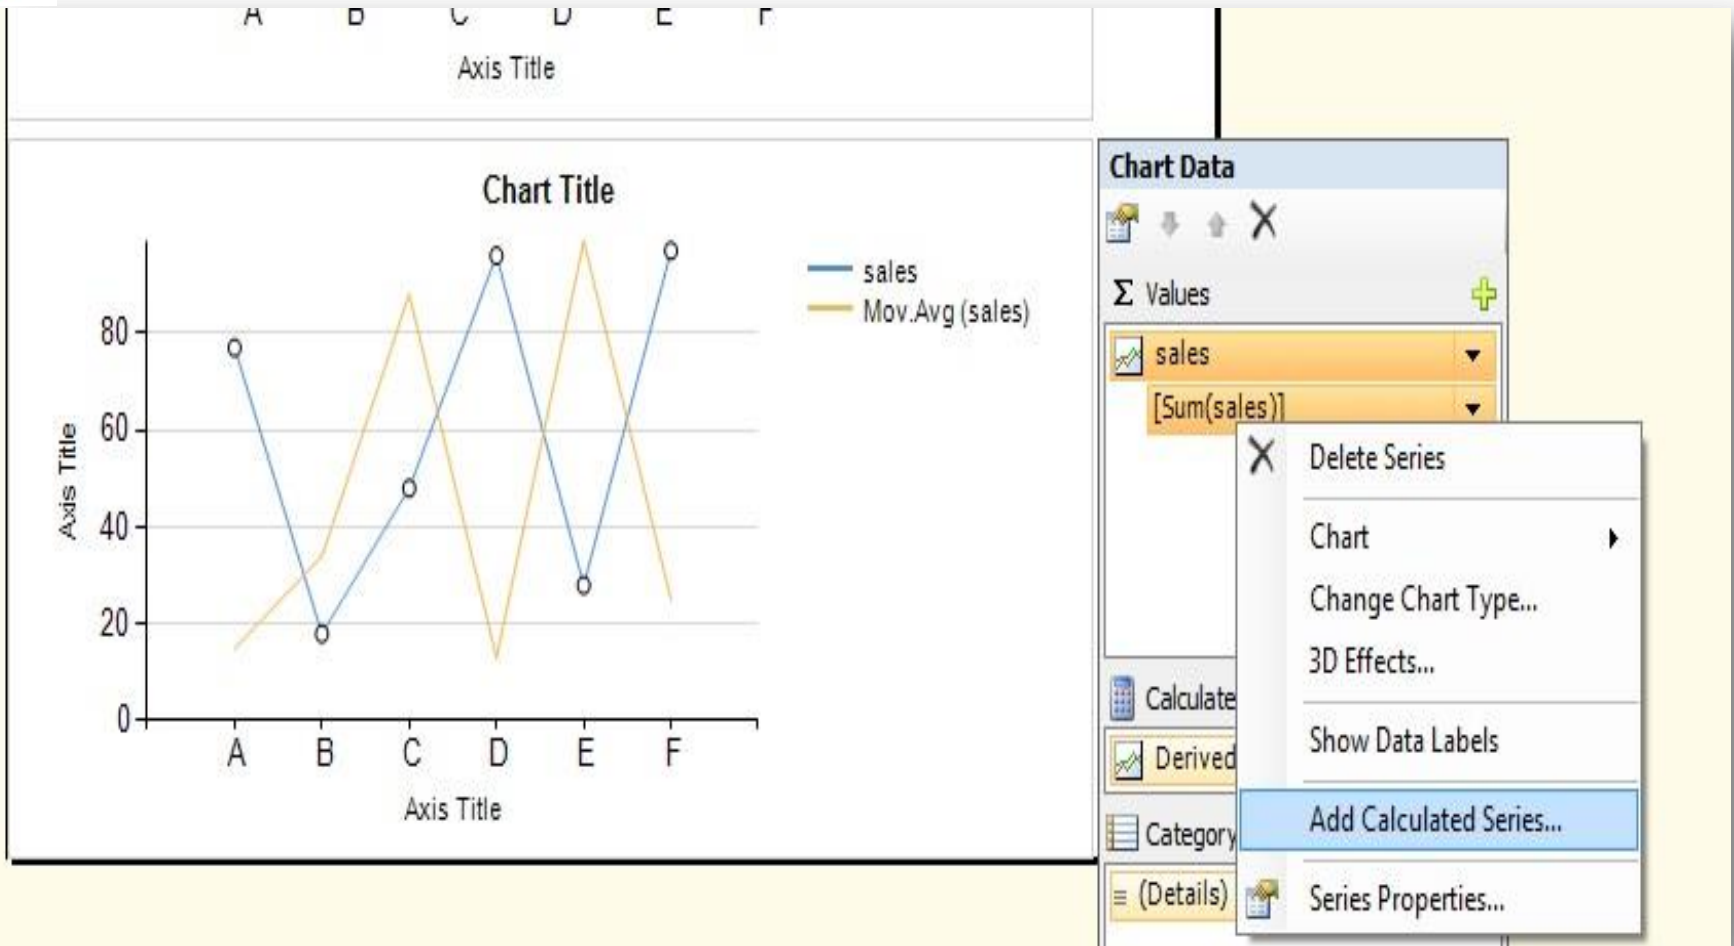 A B C D E F
Axis Title
Chart Title
sales
Mov.Avg (sales)
80
60
40
20
0
Axis Title
A B C D E F
Axis Title
Chart Data
Σ Values
sales
[Sum(sales)]
Delete Series
Chart
Change Chart Type...
3D Effects...
Show Data Labels
Add Calculated Series...
Series Properties...
Calculate
Derived
Category
(Details)